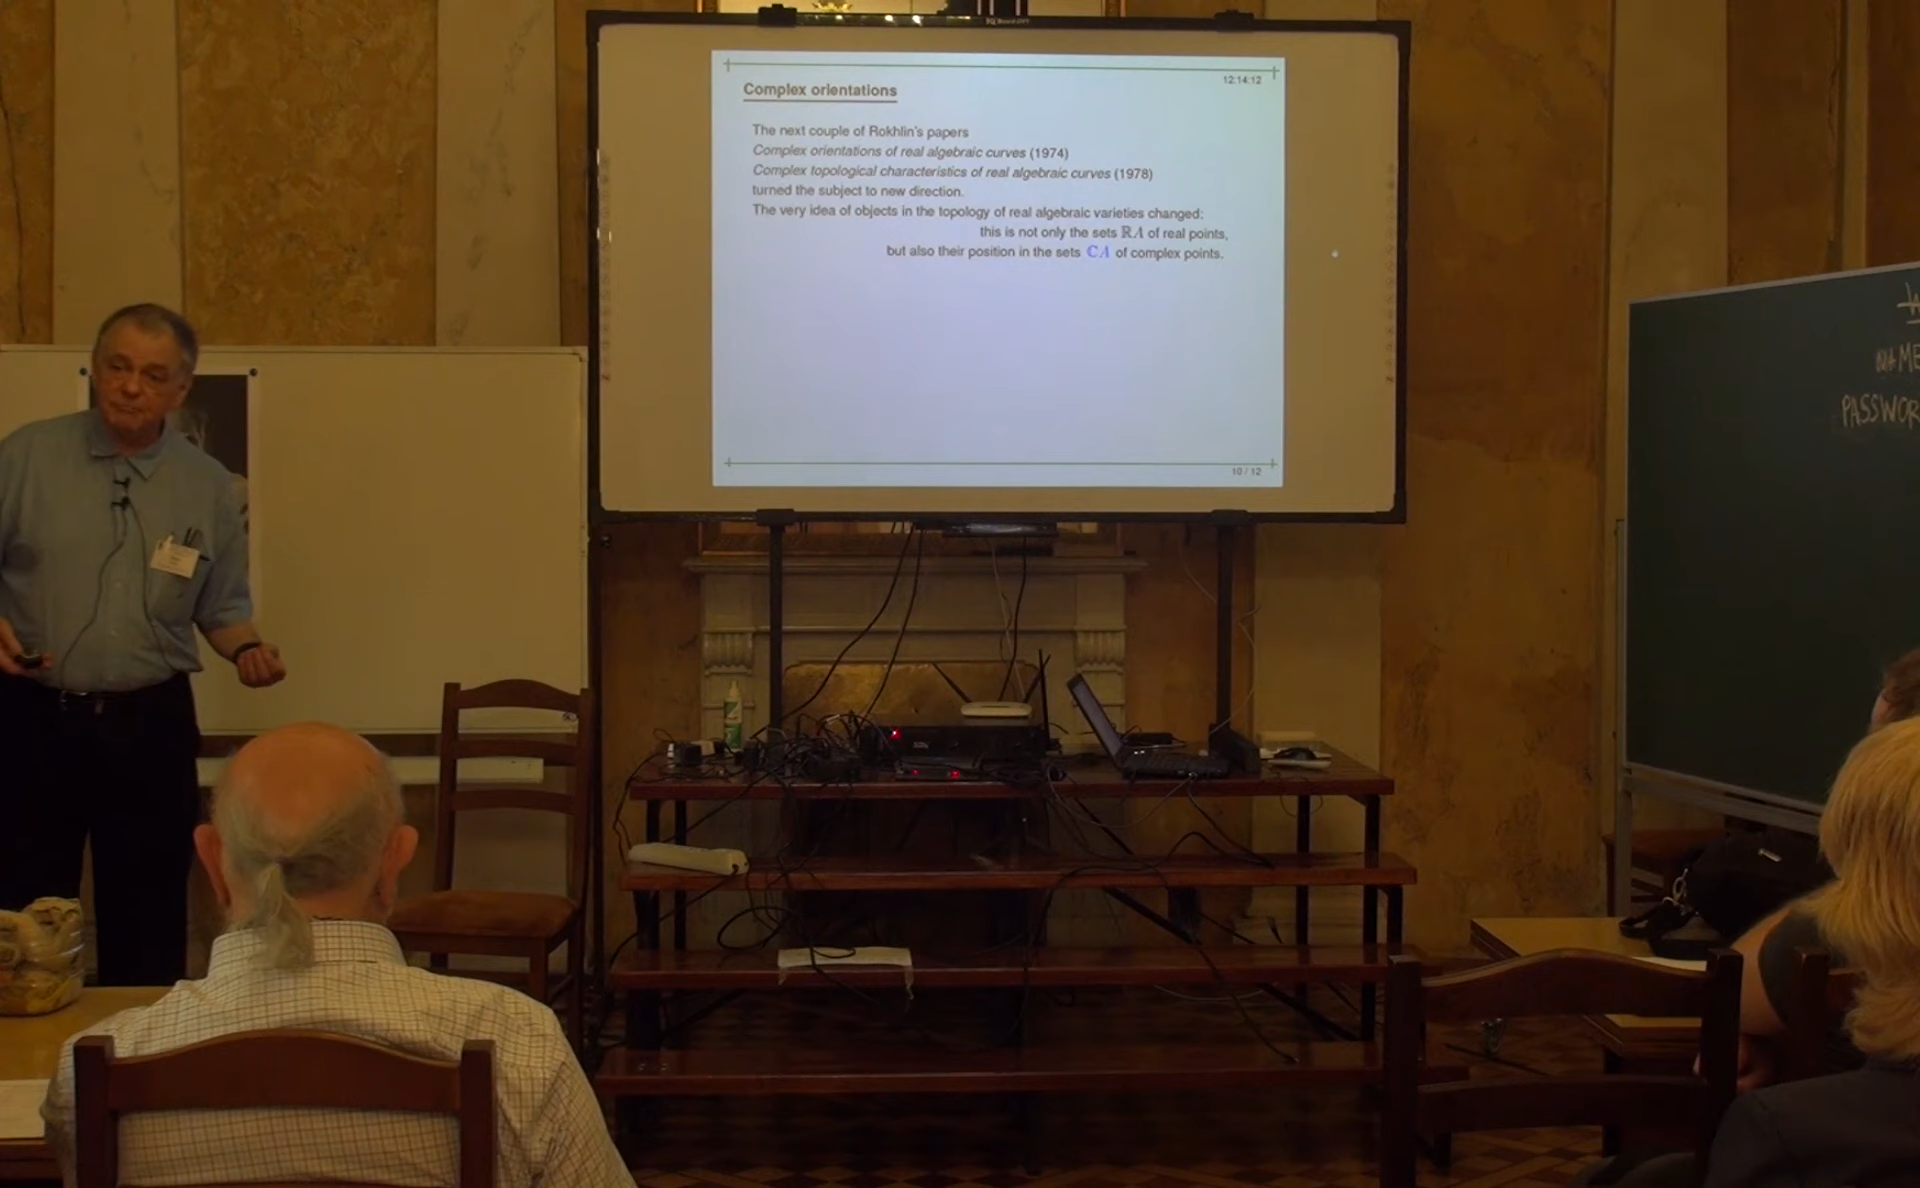 12:14:12
Complex orientations
The next couple of Rokhlin's papers
Complex orientations of real algebraic curves (1974)
Complex topological characteristics of real algebraic curves (1978)
turned the subject to new direction.
The very idea of objects in the topology of real algebraic varieties changed:
this is not only the sets ℝA of real points,
but also their position in the sets ℂA of complex points.
10 / 12
PASSWOR